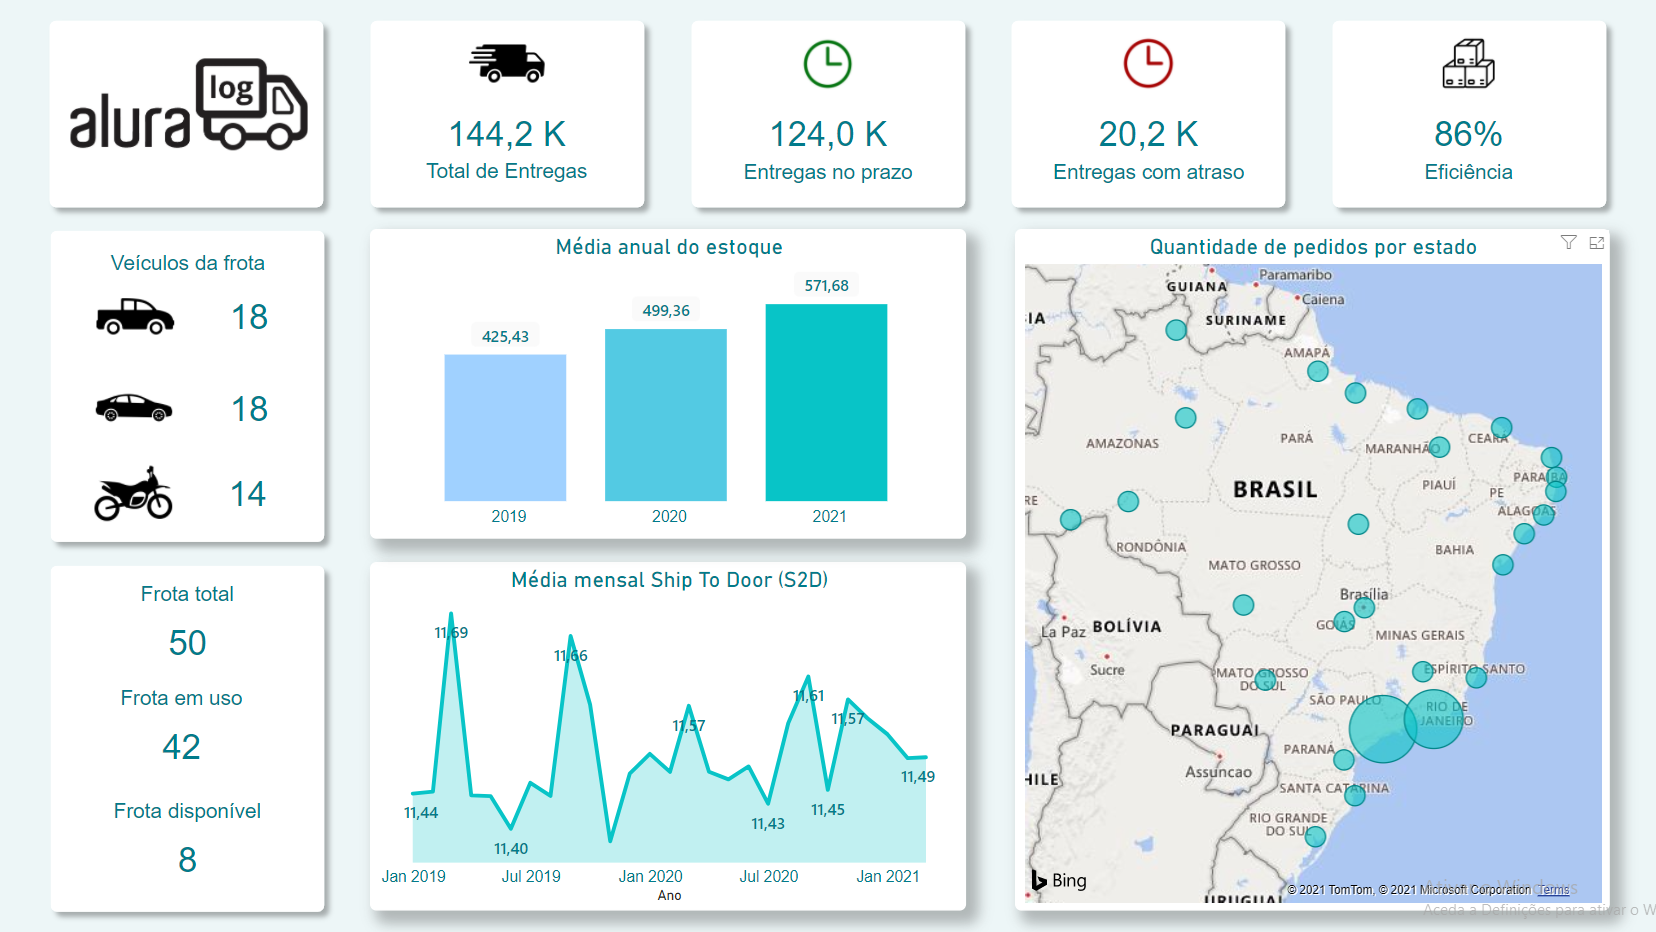 alura log
144,2 K
Total de Entregas
124,0 K
Entregas no prazo
20,2 K
Entregas com atraso
86%
Eficiência
Veículos da frota
18
18
14
Frota total
50
Frota em uso
42
Frota disponível
8
Média anual do estoque
425,43
499,36
571,68
2019
2020
2021
Média mensal Ship To Door (S2D)
11,69
11,66
11,61
11,57
11,57
11,49
11,44
11,45
11,43
11,40
Jan 2019
Jul 2019
Jan 2020
Jul 2020
Jan 2021
Ano
Quantidade de pedidos por estado
Paramaribo
GUIANA
Caiena
IA
SURINAME
AMAPÁ
AMAZONAS
PARÁ
MARANHÃO
CEARÁ
PARAÍBA
PIAUÍ
PE
BRASIL
RE
ALAGOAS
RONDÔNIA
BAHIA
MATO GROSSO
Brasília
GOIÁS
La Paz
BOLÍVIA
MINAS GERAIS
Sucre
MATO GROSSO
DO SUL
ESPÍRITO SANTO
SÃO PAULO
RIO DE
JANEIRO
PARAGUAI
PARANÁ
Assuncao
HILE
SANTA CATARINA
RIO GRANDE
DO SUL
Bing
URUGUAI
© 2021 TomTom, © 2021 Microsoft Corporation Terms
Ativar o Windows
Aceda a Definições para ativar o W